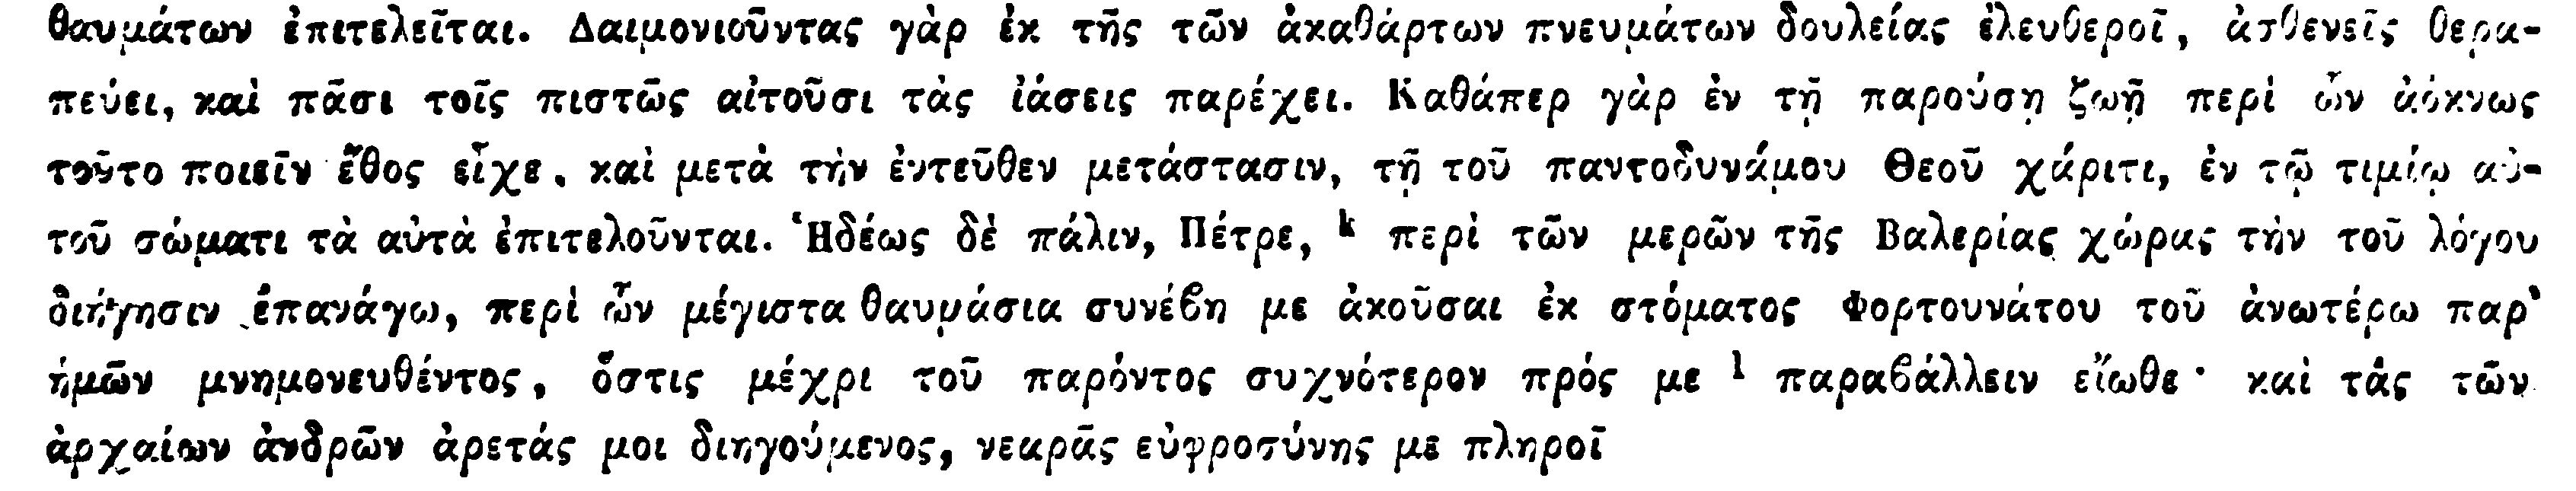 θαυμάτων ἐπιτελεῖται. Δαιμονιοῦντας γὰρ ἐκ τῆς τῶν ἀκαθάρτων πνευμάτων δουλείας ἐλευθεροῖ, ἀσθενεῖς θερα-
πεύει, καὶ πᾶσι τοῖς πιστῶς αἰτοῦσι τὰς ἰάσεις παρέχει. Καθάπερ γὰρ ἐν τῇ παρούσῃ ζωῇ περὶ ὧν ἀόκνως
τοῦτο ποιεῖν ἔθος εἶχε, καὶ μετὰ τὴν ἐντεῦθεν μετάστασιν, τῇ τοῦ παντοδυνάμου Θεοῦ χάριτι, ἐν τῷ τιμίῳ αὐ-
τοῦ σώματι τὰ αὐτὰ ἐπιτελοῦνται. Ἡδέως δὲ πάλιν, Πέτρε, k περὶ τῶν μερῶν τῆς Βαλερίας χώρας τὴν τοῦ λόγου
διήγησιν ἐπανάγω, περὶ ὧν μέγιστα θαυμάσια συνέβη με ἀκοῦσαι ἐκ στόματος Φορτουνάτου τοῦ ἀνωτέρω παρ'
ἡμῶν μνημονευθέντος, ὅστις μέχρι τοῦ παρόντος συχνότερον πρός με l παραβάλλειν εἴωθε· καὶ τὰς τῶν
ἀρχαίων ἀνδρῶν ἀρετάς μοι διηγούμενος, νεαρᾶς εὐφροσύνης με πληροῖ